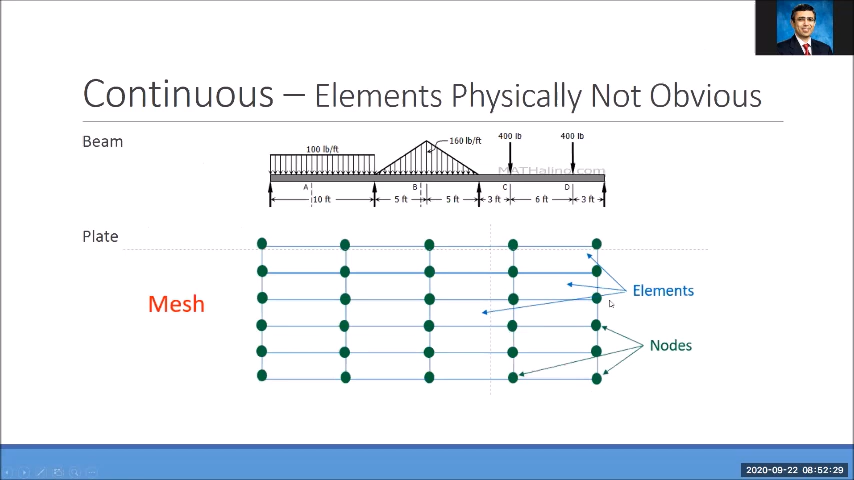 Continuous – Elements Physically Not Obvious
Beam
100 lb/ft
160 lb/ft
400 lb
400 lb
MATHalino.com
A
B
C
D
10 ft
5 ft
5 ft
3 ft
6 ft
3 ft
Plate
Mesh
Elements
Nodes
2020-09-22 08:52:29